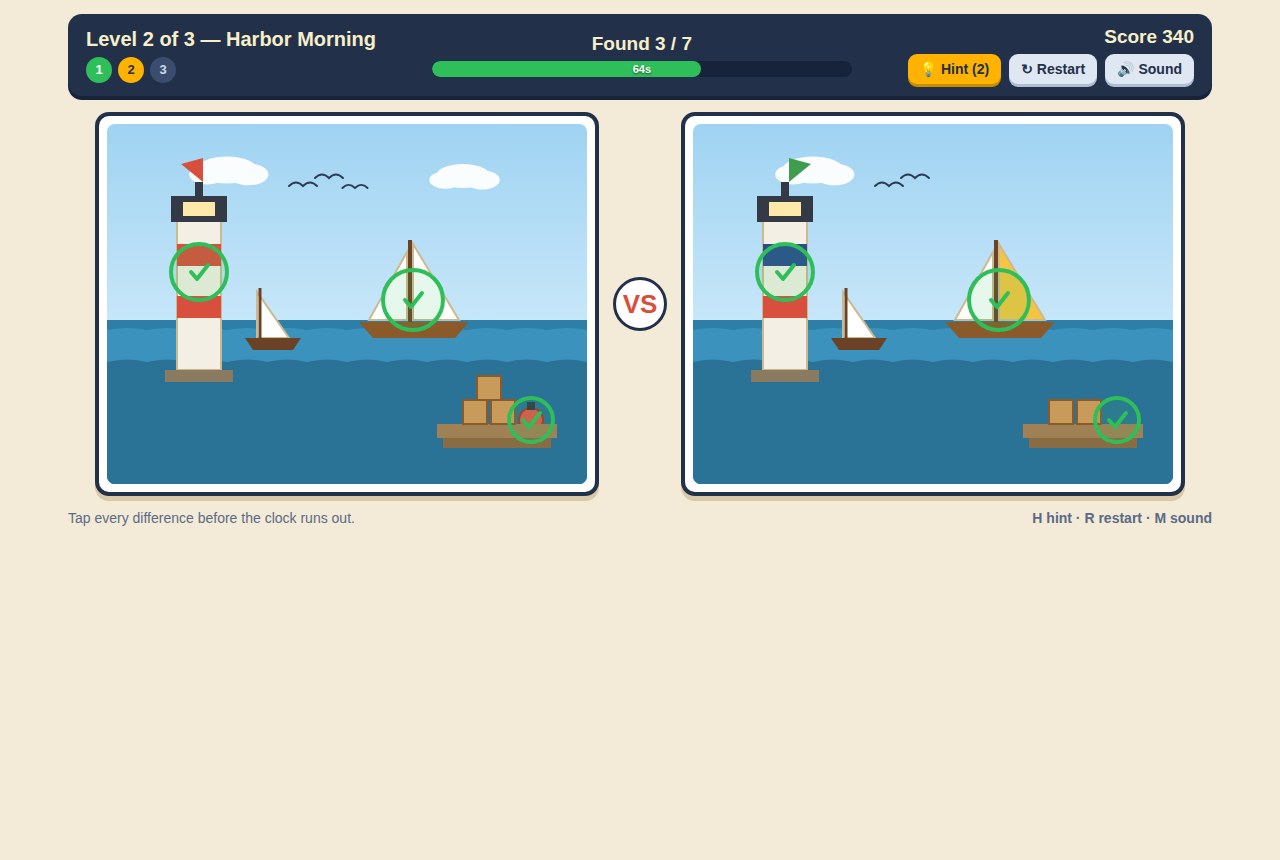 Level 2 of 3 — Harbor Morning
1 2 3
Found 3 / 7
64s
Score 340
💡 Hint (2) ↻ Restart 🔊 Sound
VS
Tap every difference before the clock runs out.
H hint · R restart · M sound